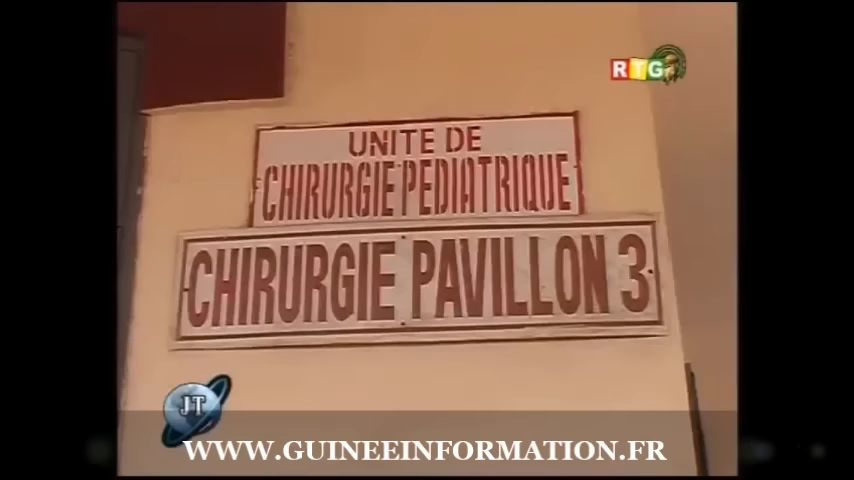 RTG
UNITE DE
CHIRURGIE PEDIATRIQUE
CHIRURGIE PAVILLON 3
JT
WWW.GUINEEINFORMATION.FR